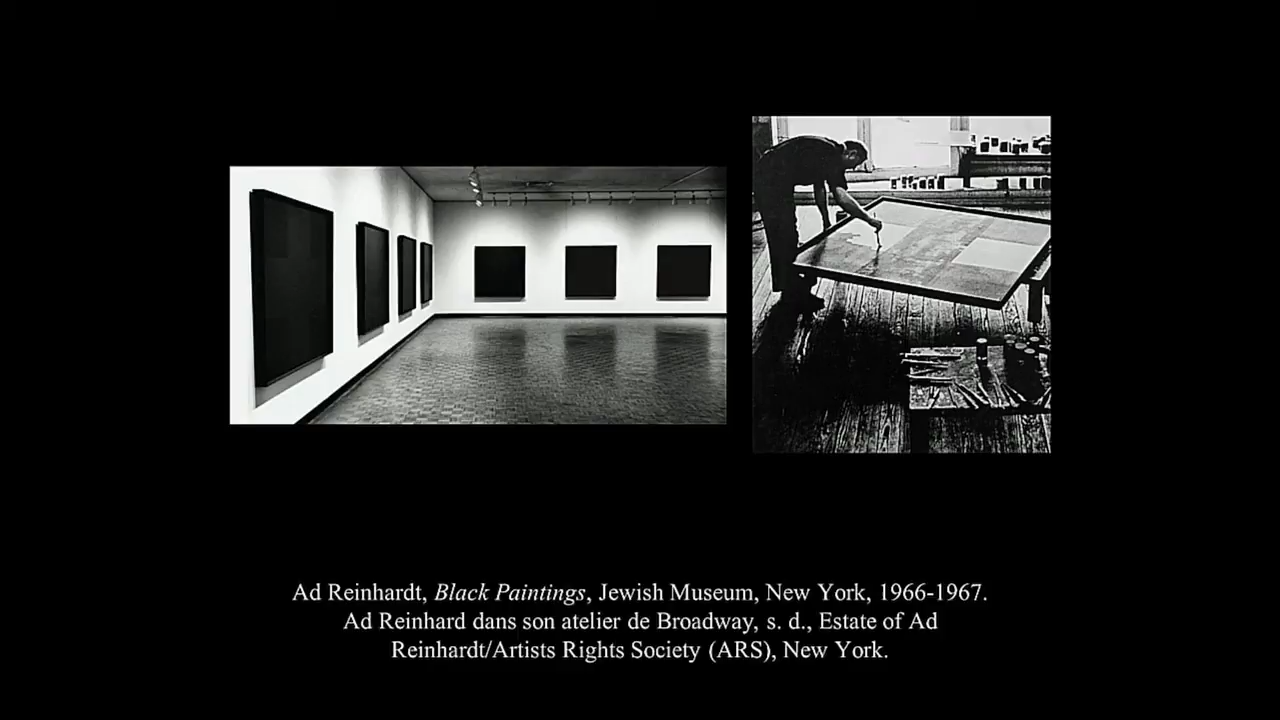 Ad Reinhardt, Black Paintings, Jewish Museum, New York, 1966-1967.
Ad Reinhard dans son atelier de Broadway, s. d., Estate of Ad
Reinhardt/Artists Rights Society (ARS), New York.